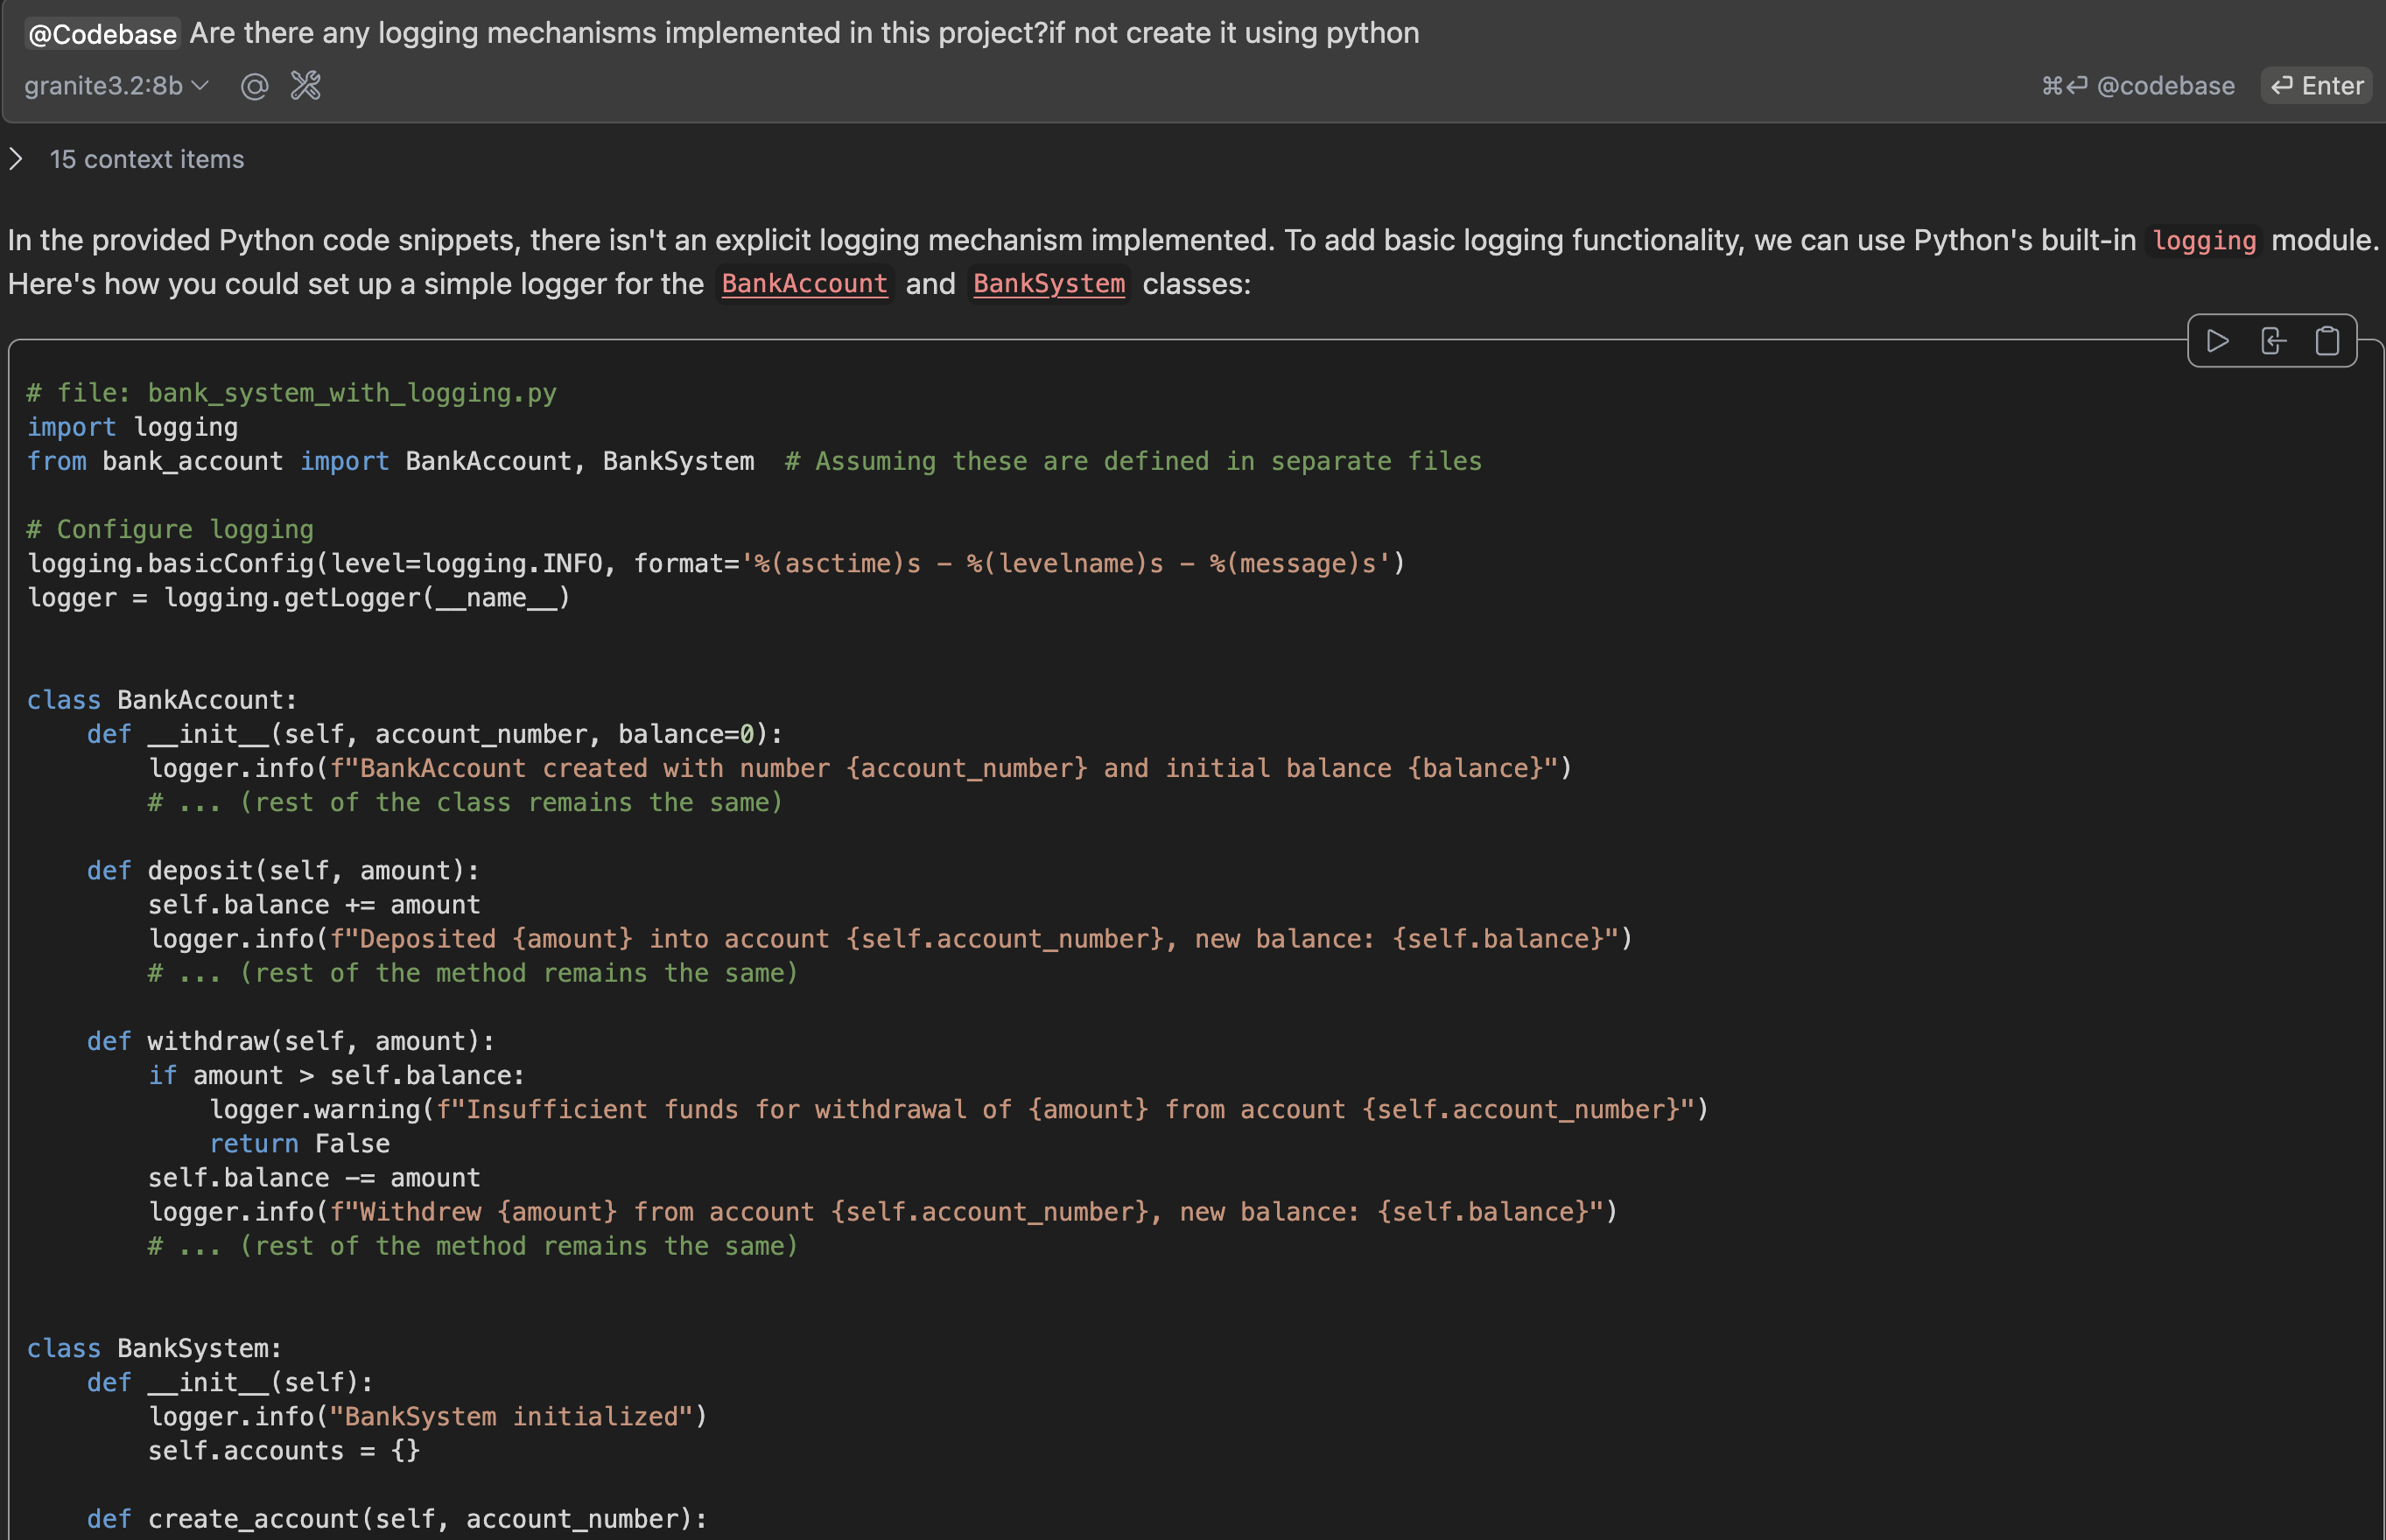 @Codebase Are there any logging mechanisms implemented in this project?if not create it using python
granite3.2:8b @codebase Enter
15 context items
In the provided Python code snippets, there isn't an explicit logging mechanism implemented. To add basic logging functionality, we can use Python's built-in logging module.
Here's how you could set up a simple logger for the BankAccount and BankSystem classes:
# file: bank_system_with_logging.py
import logging
from bank_account import BankAccount, BankSystem  # Assuming these are defined in separate files
# Configure logging
logging.basicConfig(level=logging.INFO, format='%(asctime)s - %(levelname)s - %(message)s')
logger = logging.getLogger(__name__)
class BankAccount:
    def __init__(self, account_number, balance=0):
        logger.info(f"BankAccount created with number {account_number} and initial balance {balance}")
        # ... (rest of the class remains the same)
    def deposit(self, amount):
        self.balance += amount
        logger.info(f"Deposited {amount} into account {self.account_number}, new balance: {self.balance}")
        # ... (rest of the method remains the same)
    def withdraw(self, amount):
        if amount > self.balance:
            logger.warning(f"Insufficient funds for withdrawal of {amount} from account {self.account_number}")
            return False
        self.balance -= amount
        logger.info(f"Withdrew {amount} from account {self.account_number}, new balance: {self.balance}")
        # ... (rest of the method remains the same)
class BankSystem:
    def __init__(self):
        logger.info("BankSystem initialized")
        self.accounts = {}
    def create_account(self, account_number):